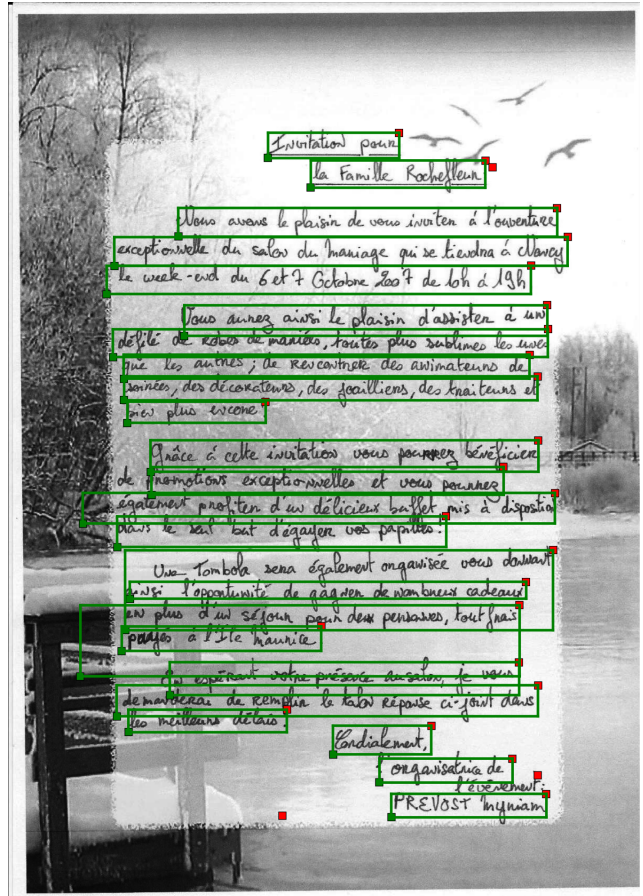 Invitation pour
la Famille Rochefleur
Nous avons le plaisir de vous inviter à l'ouverture
exceptionnelle du salon du mariage qui se tiendra à Nancy
le week-end du 6 et 7 Octobre 2007 de 10h à 19h
Vous aurez ainsi le plaisir d'assister à un
défilé de robes de mariées, toutes plus sublimes les unes
que les autres ; de rencontrer des animateurs de
soirées, des décorateurs, des joailliers, des traiteurs et
bien plus encore
Grâce à cette invitation vous pourrez bénéficier
de promotions exceptionnelles et vous pourrez
également profiter d'un délicieux buffet mis à disposition
dans le seul but d'égayer vos papilles.
Une Tombola sera également organisée vous donnant
ainsi l'opportunité de gagner de nombreux cadeaux
en plus d'un séjour pour deux personnes, tout frais
payés à l'Ile Maurice
En espérant votre présence au salon, je vous
demanderai de remplir le talon réponse ci-joint dans
les meilleurs délais
Cordialement,
l'organisatrice de
l'évènement :
PREVOST Myriam